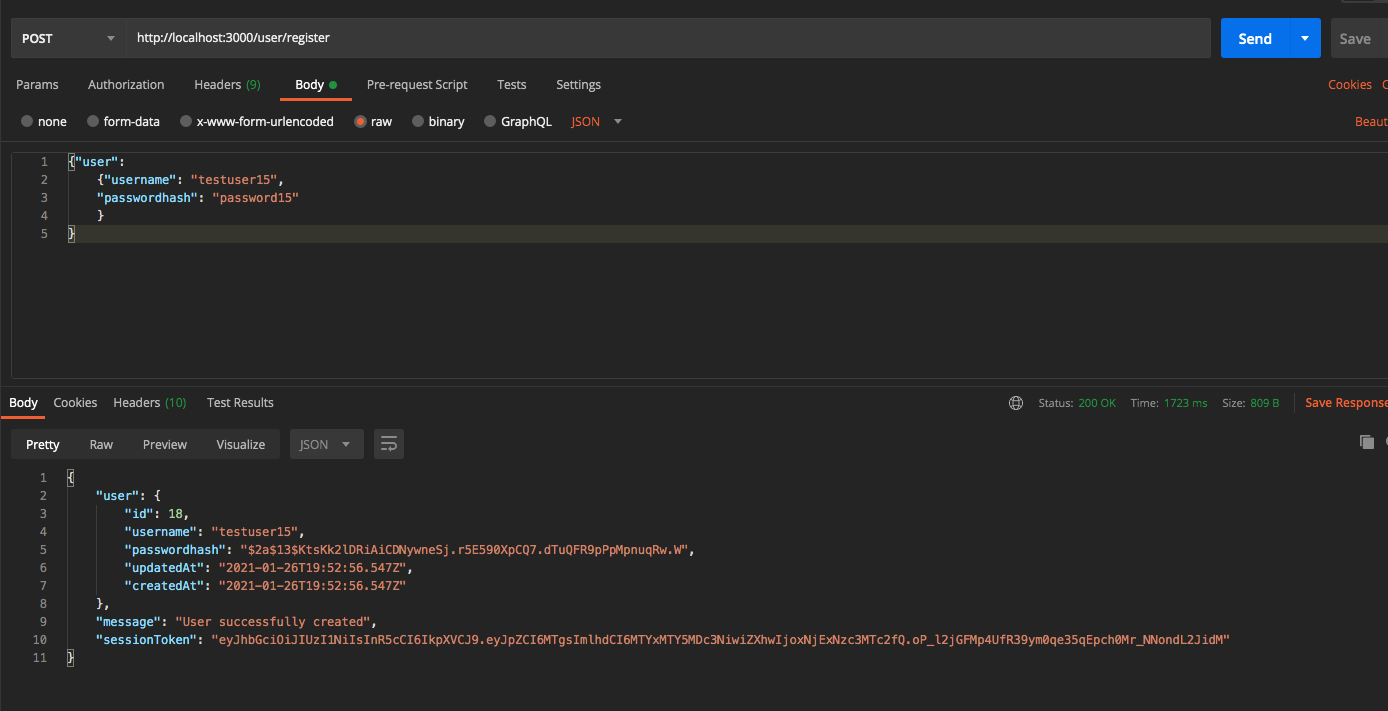 POST http://localhost:3000/user/register Send Save
Params Authorization Headers (9) Body Pre-request Script Tests Settings Cookies
none form-data x-www-form-urlencoded raw binary GraphQL JSON Beaut
1 {"user":
2 {"username": "testuser15",
3 "passwordhash": "password15"
4 }
5 }
Body Cookies Headers (10) Test Results Status: 200 OK Time: 1723 ms Size: 809 B Save Response
Pretty Raw Preview Visualize JSON
1 {
2 "user": {
3 "id": 18,
4 "username": "testuser15",
5 "passwordhash": "$2a$13$KtsKk2lDRiAiCDNywneSj.r5E590XpCQ7.dTuQFR9pPpMpnuqRw.W",
6 "updatedAt": "2021-01-26T19:52:56.547Z",
7 "createdAt": "2021-01-26T19:52:56.547Z"
8 },
9 "message": "User successfully created",
10 "sessionToken": "eyJhbGciOiJIUzI1NiIsInR5cCI6IkpXVCJ9.eyJpZCI6MTgsImlhdCI6MTYxMTY5MDc3NiwiZXhwIjoxNjExNzc3MTc2fQ.oP_l2jGFMp4UfR39ym0qe35qEpch0Mr_NNondL2JidM"
11 }